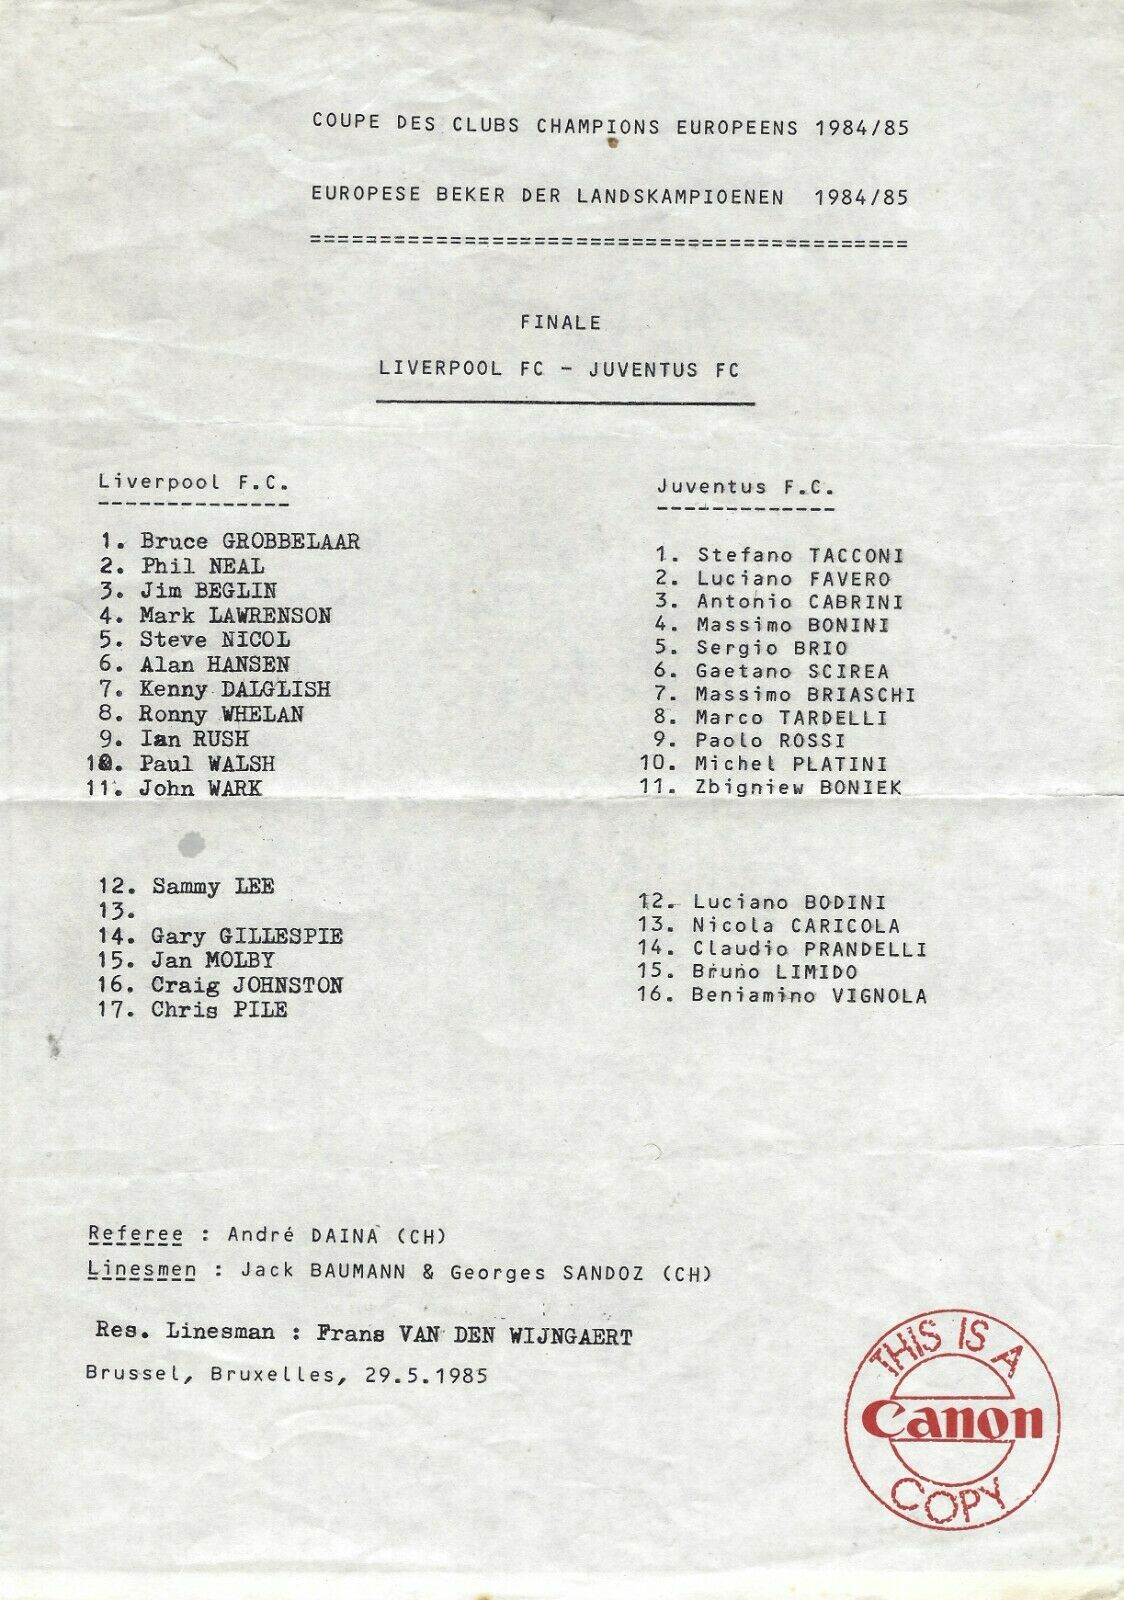 COUPE DES CLUBS CHAMPIONS EUROPEENS 1984/85
EUROPESE BEKER DER LANDSKAMPIOENEN 1984/85
===========================================
FINALE
LIVERPOOL FC - JUVENTUS FC
Liverpool F.C.
--------------
1. Bruce GROBBELAAR
2. Phil NEAL
3. Jim BEGLIN
4. Mark LAWRENSON
5. Steve NICOL
6. Alan HANSEN
7. Kenny DALGLISH
8. Ronny WHELAN
9. Ian RUSH
10. Paul WALSH
11. John WARK
12. Sammy LEE
13.
14. Gary GILLESPIE
15. Jan MOLBY
16. Craig JOHNSTON
17. Chris PILE
Juventus F.C.
-------------
1. Stefano TACCONI
2. Luciano FAVERO
3. Antonio CABRINI
4. Massimo BONINI
5. Sergio BRIO
6. Gaetano SCIREA
7. Massimo BRIASCHI
8. Marco TARDELLI
9. Paolo ROSSI
10. Michel PLATINI
11. Zbigniew BONIEK
12. Luciano BODINI
13. Nicola CARICOLA
14. Claudio PRANDELLI
15. Bruno LIMIDO
16. Beniamino VIGNOLA
Referee : André DAINA (CH)
Linesmen : Jack BAUMANN & Georges SANDOZ (CH)
Res. Linesman : Frans VAN DEN WIJNGAERT
Brussel, Bruxelles, 29.5.1985
THIS IS A
Canon
COPY